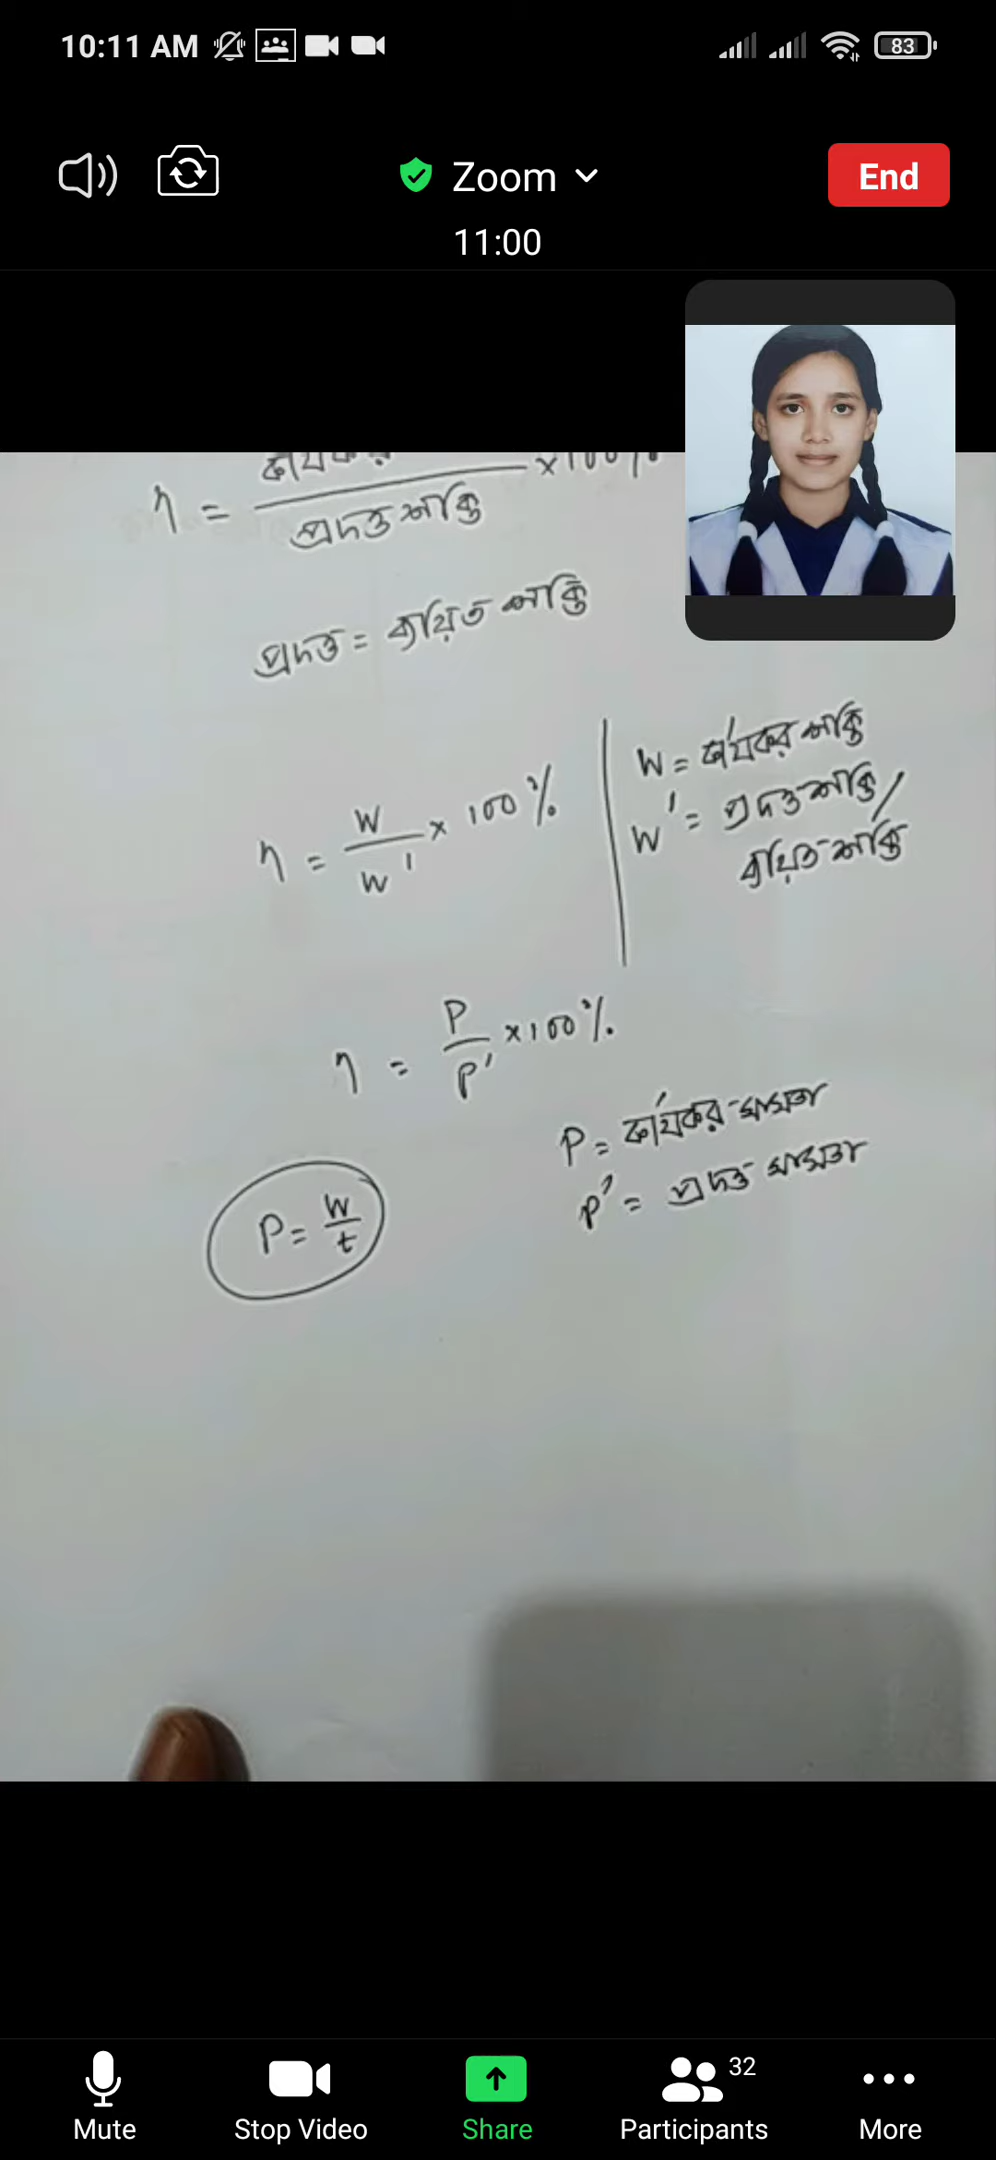 10:11 AM
83
Zoom
End
11:00
কার্যকর
η = ――― × 100%
প্রদত্ত শক্তি
প্রদত্ত = ব্যয়িত শক্তি
W = কার্যকর শক্তি
η = W/W' × 100%
W' = প্রদত্ত শক্তি/
ব্যয়িত শক্তি
η = P/P' × 100%
P = কার্যকর ক্ষমতা
P' = প্রদত্ত ক্ষমতা
P = W/t
32
Mute
Stop Video
Share
Participants
More